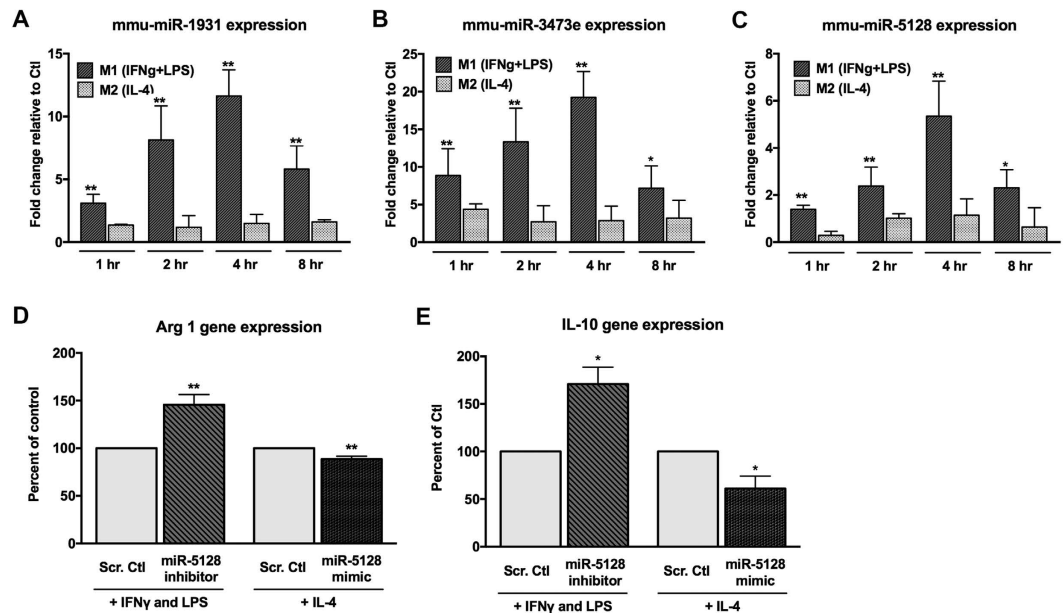 A
mmu-miR-1931 expression
Fold change relative to Ctl
15
10
5
0
M1 (IFNg+LPS)
M2 (IL-4)
**
**
**
**
1 hr
2 hr
4 hr
8 hr
B
mmu-miR-3473e expression
Fold change relative to Ctl
25
20
15
10
5
0
M1 (IFNg+LPS)
M2 (IL-4)
**
**
**
*
1 hr
2 hr
4 hr
8 hr
C
mmu-miR-5128 expression
Fold change relative to Ctl
8
6
4
2
0
M1 (IFNg+LPS)
M2 (IL-4)
**
**
**
*
1 hr
2 hr
4 hr
8 hr
D
Arg 1 gene expression
Percent of control
200
150
100
50
0
**
**
Scr. Ctl
miR-5128
inhibitor
Scr. Ctl
miR-5128
mimic
+ IFNγ and LPS
+ IL-4
E
IL-10 gene expression
Percent of Ctl
200
150
100
50
0
*
*
Scr. Ctl
miR-5128
inhibitor
Scr. Ctl
miR-5128
mimic
+ IFNγ and LPS
+ IL-4